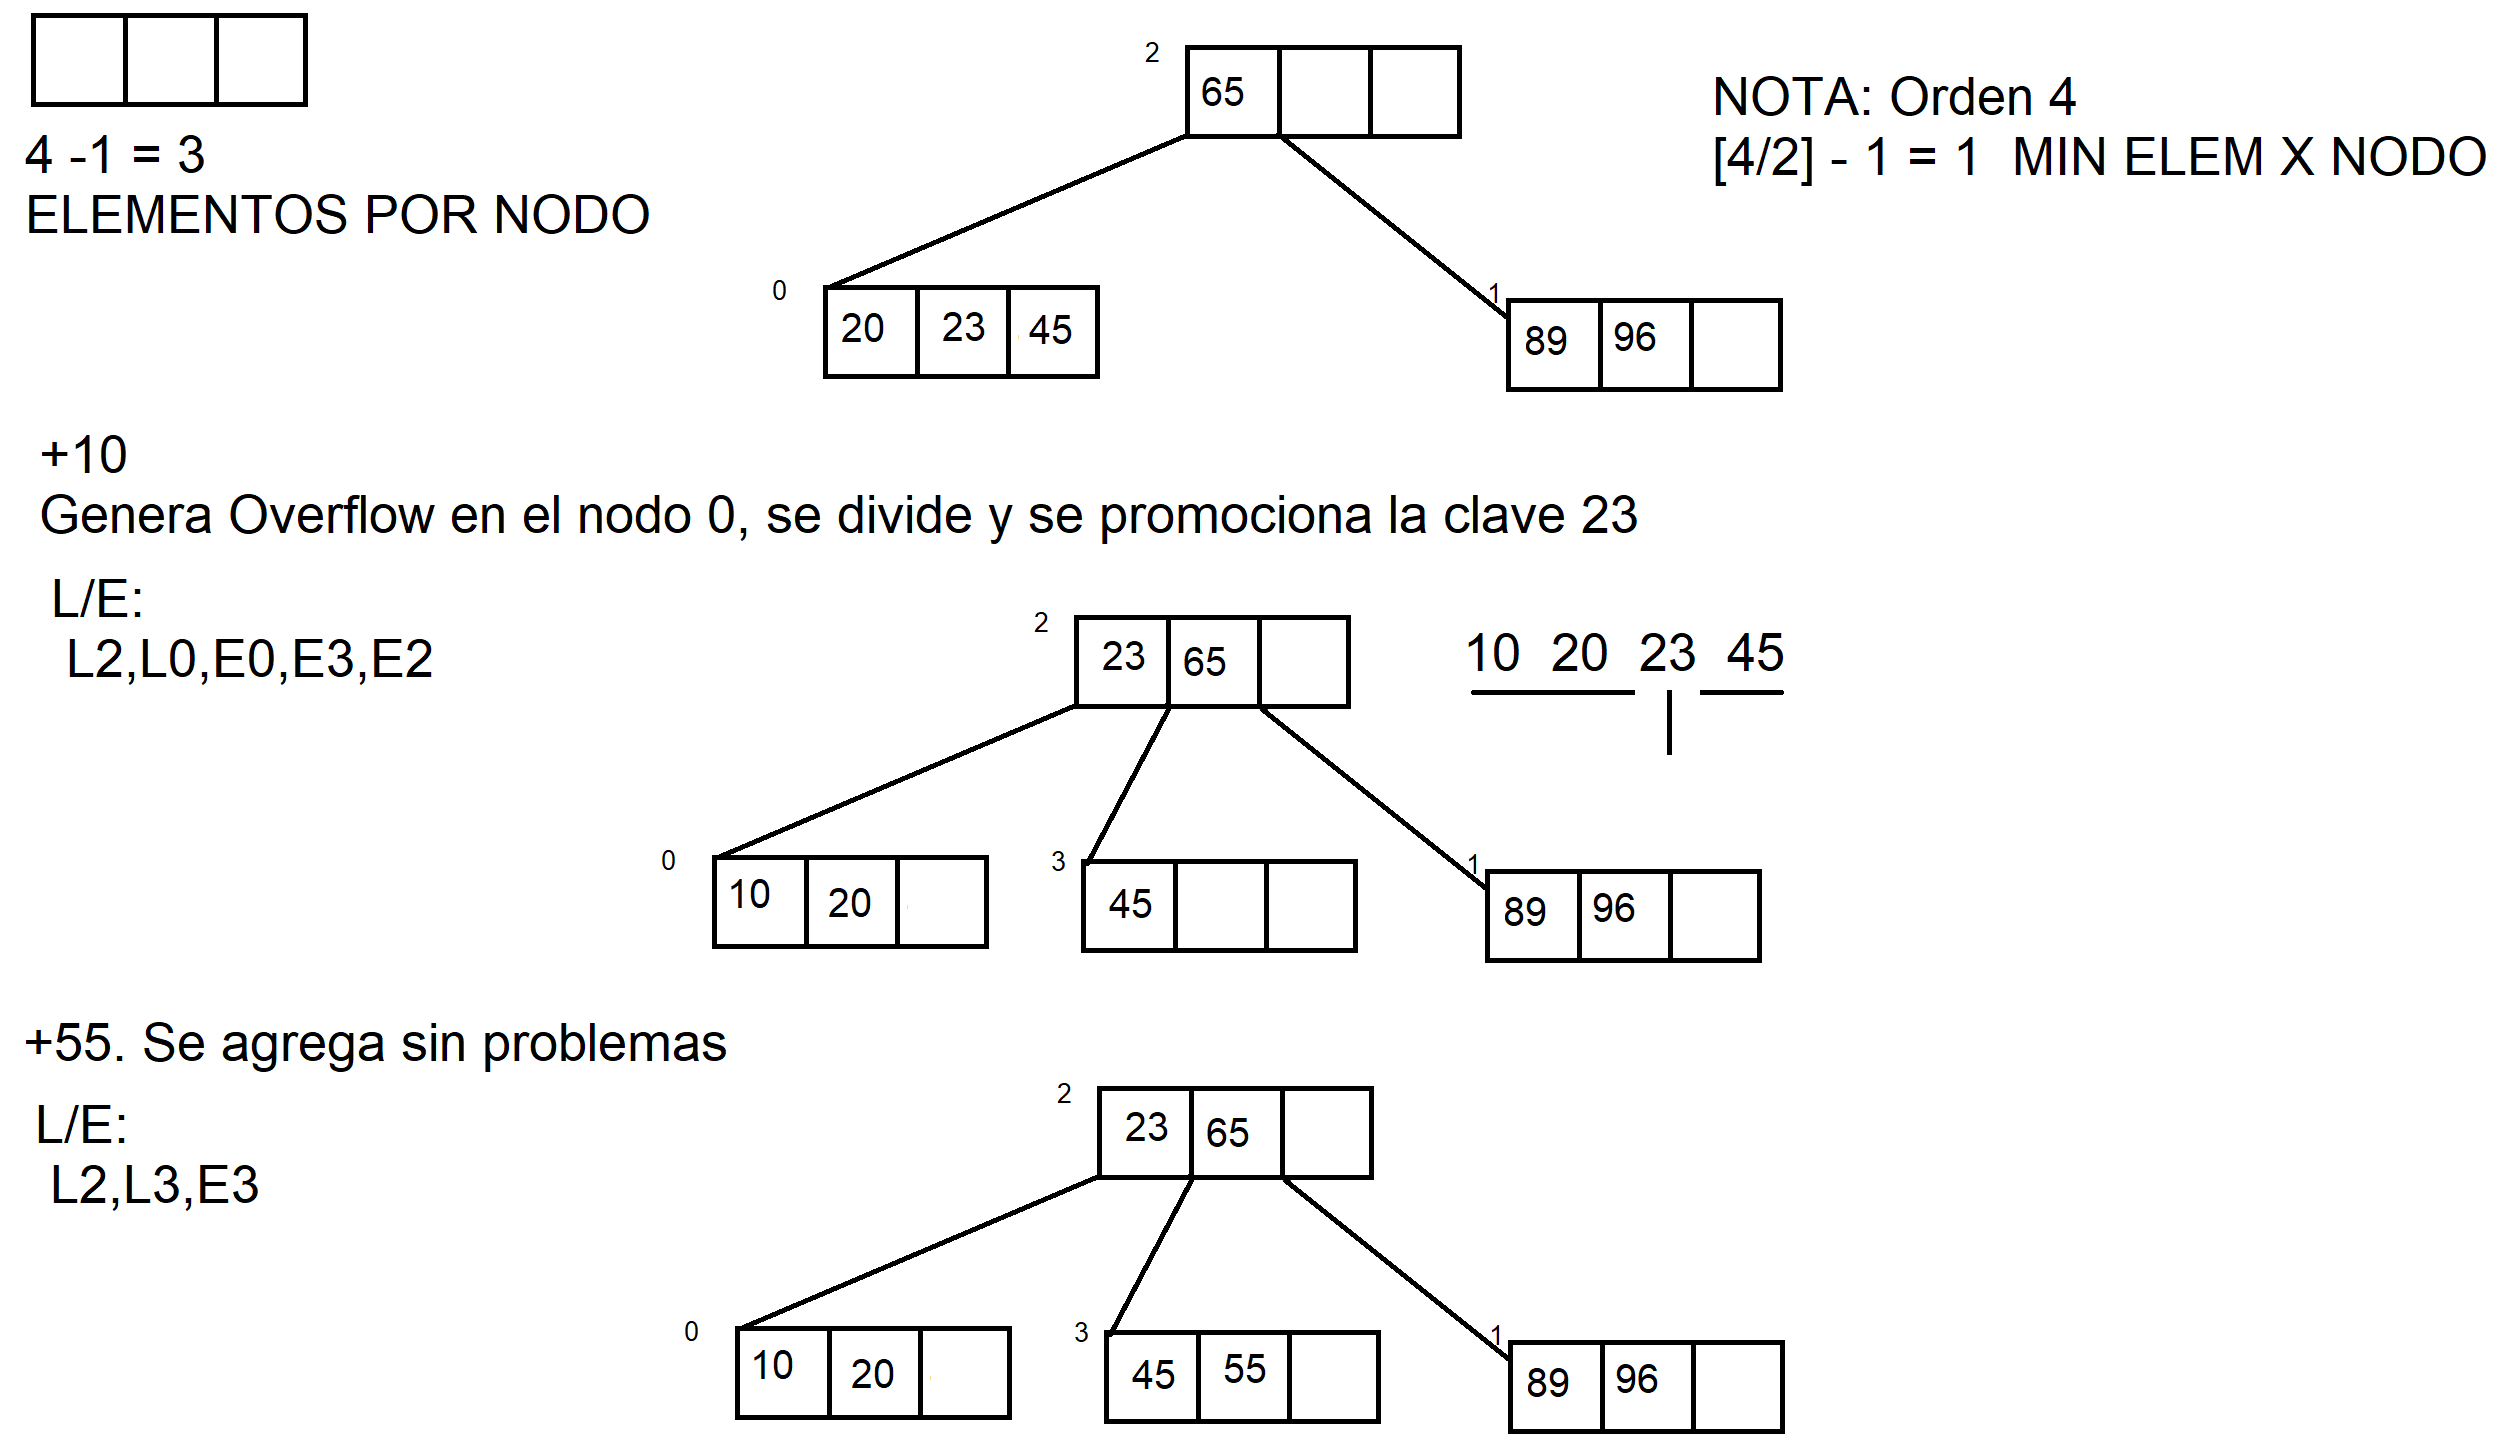 4 -1 = 3
ELEMENTOS POR NODO
2
65
NOTA: Orden 4
[4/2] - 1 = 1  MIN ELEM X NODO
0
20 23 45
1
89 96
+10
Genera Overflow en el nodo 0, se divide y se promociona la clave 23
L/E:
L2,L0,E0,E3,E2
2
23 65
10 20 23 45
0
10 20
3
45
1
89 96
+55. Se agrega sin problemas
L/E:
L2,L3,E3
2
23 65
0
10 20
3
45 55
1
89 96